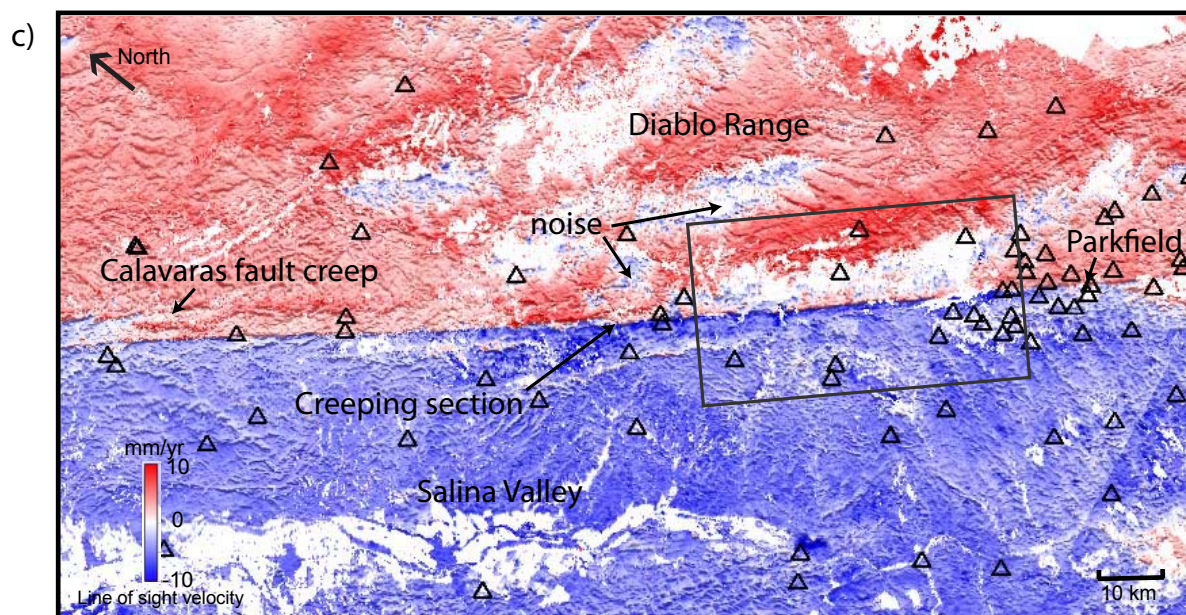 c)
North
Diablo Range
noise
Parkfield
Calavaras fault creep
Creeping section
mm/yr
10
0
-10
Salina Valley
Line of sight velocity
10 km